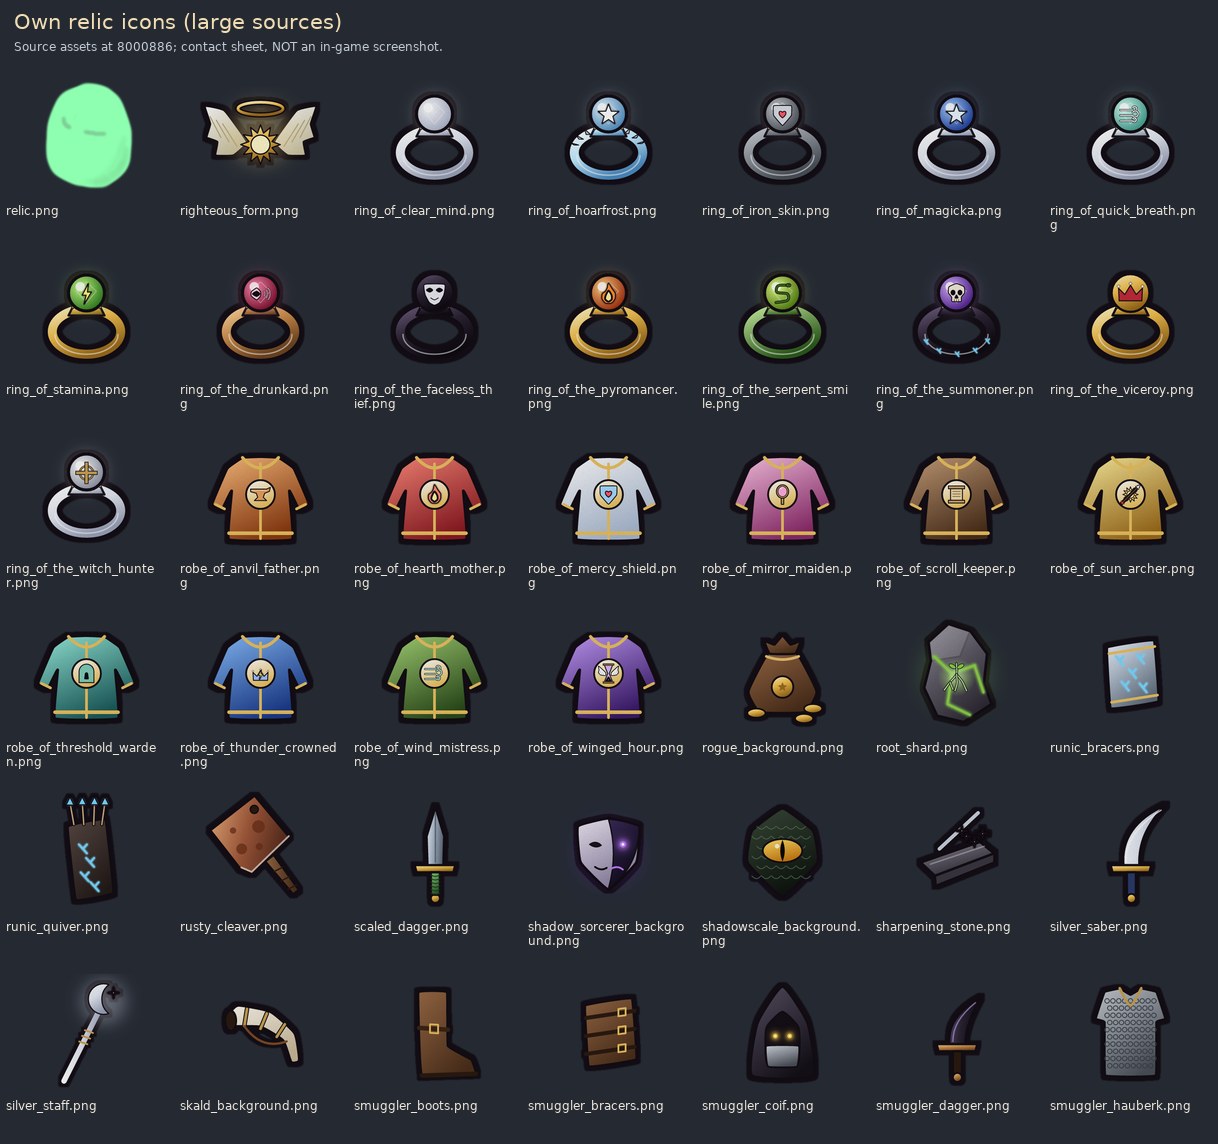 Own relic icons (large sources)
Source assets at 8000886; contact sheet, NOT an in-game screenshot.
relic.png
righteous_form.png
ring_of_clear_mind.png
ring_of_hoarfrost.png
ring_of_iron_skin.png
ring_of_magicka.png
ring_of_quick_breath.pn
g
ring_of_stamina.png
ring_of_the_drunkard.pn
g
ring_of_the_faceless_th
ief.png
ring_of_the_pyromancer.
png
ring_of_the_serpent_smi
le.png
ring_of_the_summoner.pn
g
ring_of_the_viceroy.png
ring_of_the_witch_hunte
r.png
robe_of_anvil_father.pn
g
robe_of_hearth_mother.p
ng
robe_of_mercy_shield.pn
g
robe_of_mirror_maiden.p
ng
robe_of_scroll_keeper.p
ng
robe_of_sun_archer.png
robe_of_threshold_warde
n.png
robe_of_thunder_crowned
.png
robe_of_wind_mistress.p
ng
robe_of_winged_hour.png
rogue_background.png
root_shard.png
runic_bracers.png
runic_quiver.png
rusty_cleaver.png
scaled_dagger.png
shadow_sorcerer_backgro
und.png
shadowscale_background.
png
sharpening_stone.png
silver_saber.png
silver_staff.png
skald_background.png
smuggler_boots.png
smuggler_bracers.png
smuggler_coif.png
smuggler_dagger.png
smuggler_hauberk.png